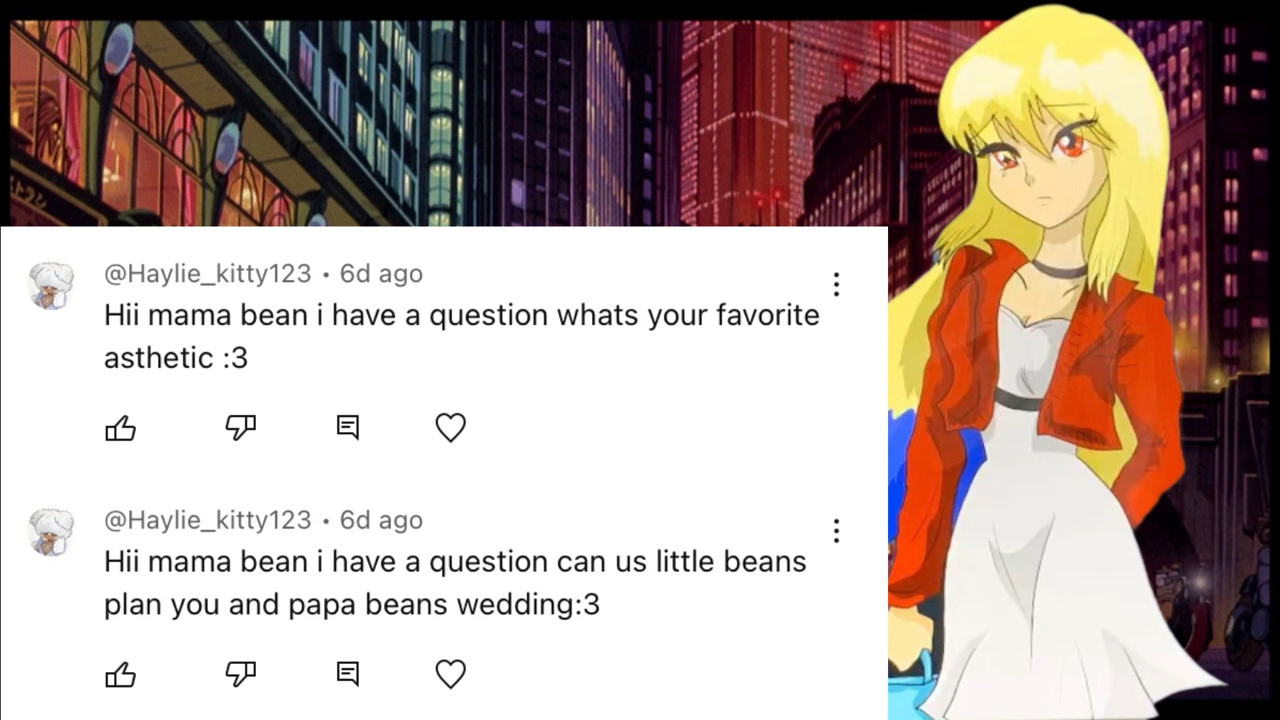 @Haylie_kitty123 • 6d ago
Hii mama bean i have a question whats your favorite
asthetic :3
@Haylie_kitty123 • 6d ago
Hii mama bean i have a question can us little beans
plan you and papa beans wedding:3